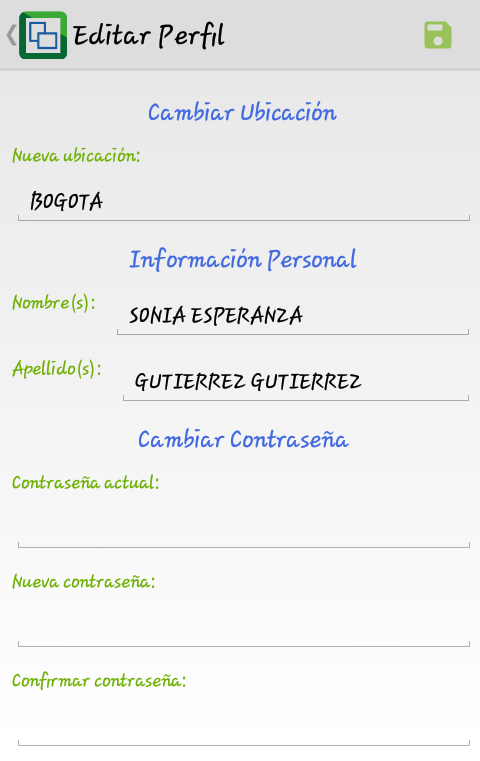 Editar Perfil
Cambiar Ubicación
Nueva ubicación:
BOGOTA
Información Personal
Nombre(s): SONIA ESPERANZA
Apellido(s): GUTIERREZ GUTIERREZ
Cambiar Contraseña
Contraseña actual:
Nueva contraseña:
Confirmar contraseña: